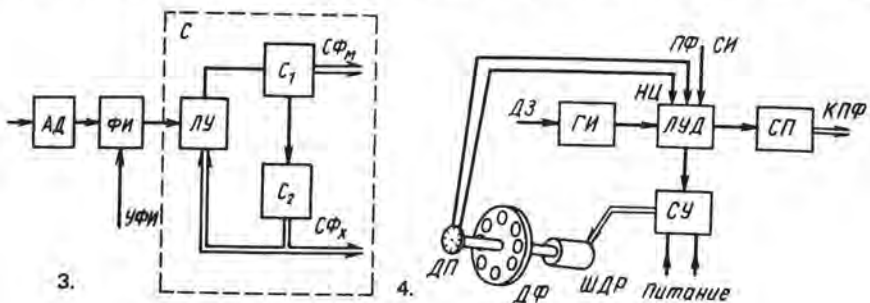 С
АД
ФИ
УФИ
ЛУ
С₁
СФм
С₂
СФх
3.
ПФ
СИ
НЦ
ДЗ
ГИ
ЛУД
СП
КПФ
СУ
Питание
ДП
ДФ
ШДР
4.